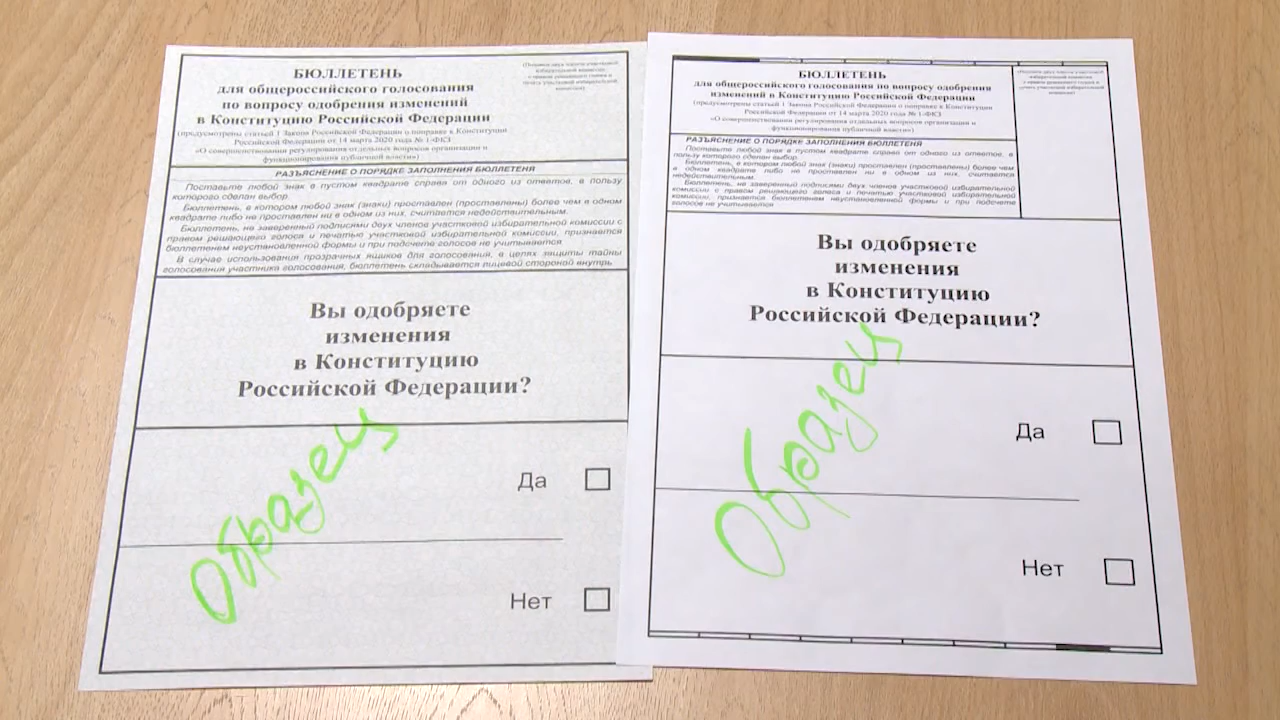 БЮЛЛЕТЕНЬ
для общероссийского голосования
по вопросу одобрения изменений
в Конституцию Российской Федерации
(предусмотрены статьей 1 Закона Российской Федерации о поправке к Конституции
Российской Федерации от 14 марта 2020 года № 1-ФКЗ
«О совершенствовании регулирования отдельных вопросов организации и
функционирования публичной власти»)
РАЗЪЯСНЕНИЕ О ПОРЯДКЕ ЗАПОЛНЕНИЯ БЮЛЛЕТЕНЯ
Поставьте любой знак в пустом квадрате справа от одного из ответов, в пользу
которого сделан выбор.
Бюллетень, в котором любой знак (знаки) проставлен (проставлены) более чем в одном
квадрате либо не проставлен ни в одном из них, считается недействительным.
Бюллетень, не заверенный подписями двух членов участковой избирательной комиссии с
правом решающего голоса и печатью участковой избирательной комиссии, признается
бюллетенем неустановленной формы и при подсчете голосов не учитывается
В случае использования прозрачных ящиков для голосования, в целях защиты тайны
голосования участника голосования, бюллетень складывается лицевой стороной внутрь
Вы одобряете
изменения
в Конституцию
Российской Федерации?
Образец
Да
Нет
БЮЛЛЕТЕНЬ
для общероссийского голосования по вопросу одобрения
изменений в Конституцию Российской Федерации
(предусмотрены статьей 1 Закона Российской Федерации о поправке к Конституции
Российской Федерации от 14 марта 2020 года № 1-ФКЗ
«О совершенствовании регулирования отдельных вопросов организации и
функционирования публичной власти»)
РАЗЪЯСНЕНИЕ О ПОРЯДКЕ ЗАПОЛНЕНИЯ БЮЛЛЕТЕНЯ
Поставьте любой знак в пустом квадрате справа от одного из ответов, в
пользу которого сделан выбор.
Бюллетень, в котором любой знак (знаки) проставлен (проставлены) более чем
в одном квадрате либо не проставлен ни в одном из них, считается
недействительным.
Бюллетень, не заверенный подписями двух членов участковой избирательной
комиссии с правом решающего голоса и печатью участковой избирательной
комиссии, признается бюллетенем неустановленной формы и при подсчете
голосов не учитывается
Вы одобряете
изменения
в Конституцию
Российской Федерации?
Образец
Да
Нет